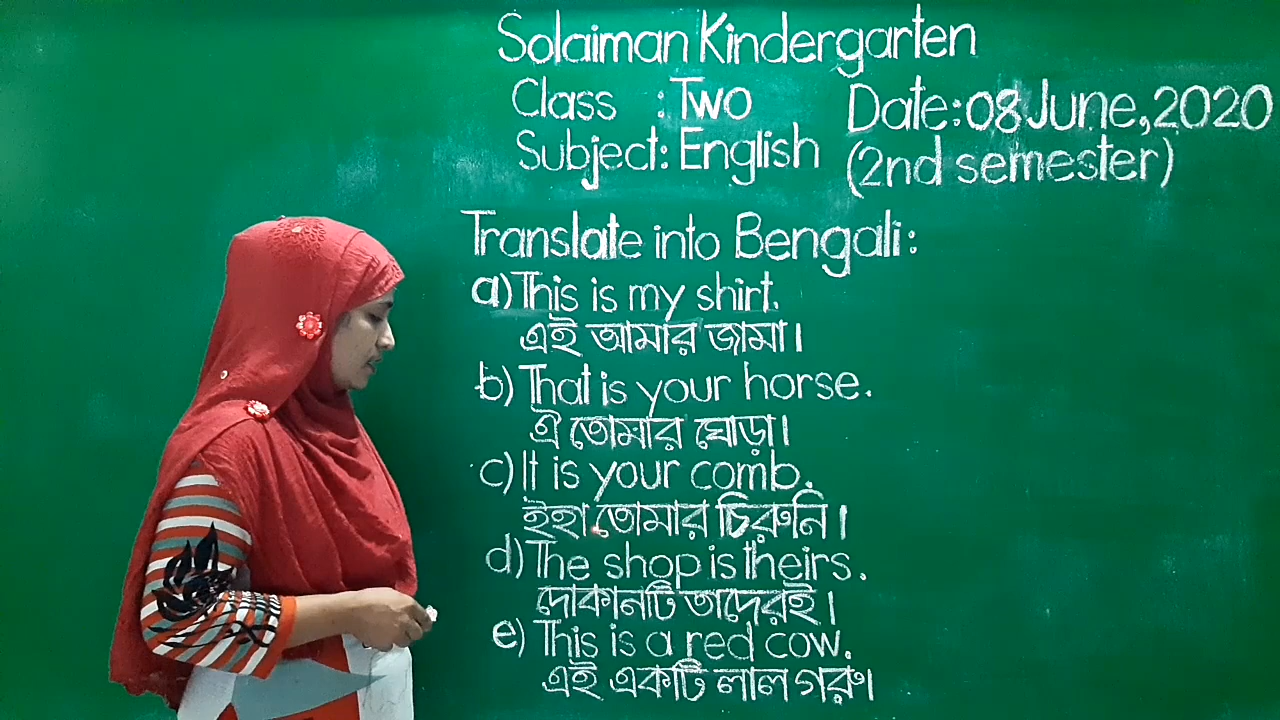 Solaiman Kindergarten
Class : Two
Date:08 June,2020
Subject: English
(2nd semester)
Translate into Bengali:
a) This is my shirt.
এই আমার জামা।
b) That is your horse.
ঐ তোমার ঘোড়া।
c) It is your comb.
ইহা তোমার চিরুনি।
d) The shop is theirs.
দোকানটি তাদেরই।
e) This is a red cow.
এই একটি লাল গরু।